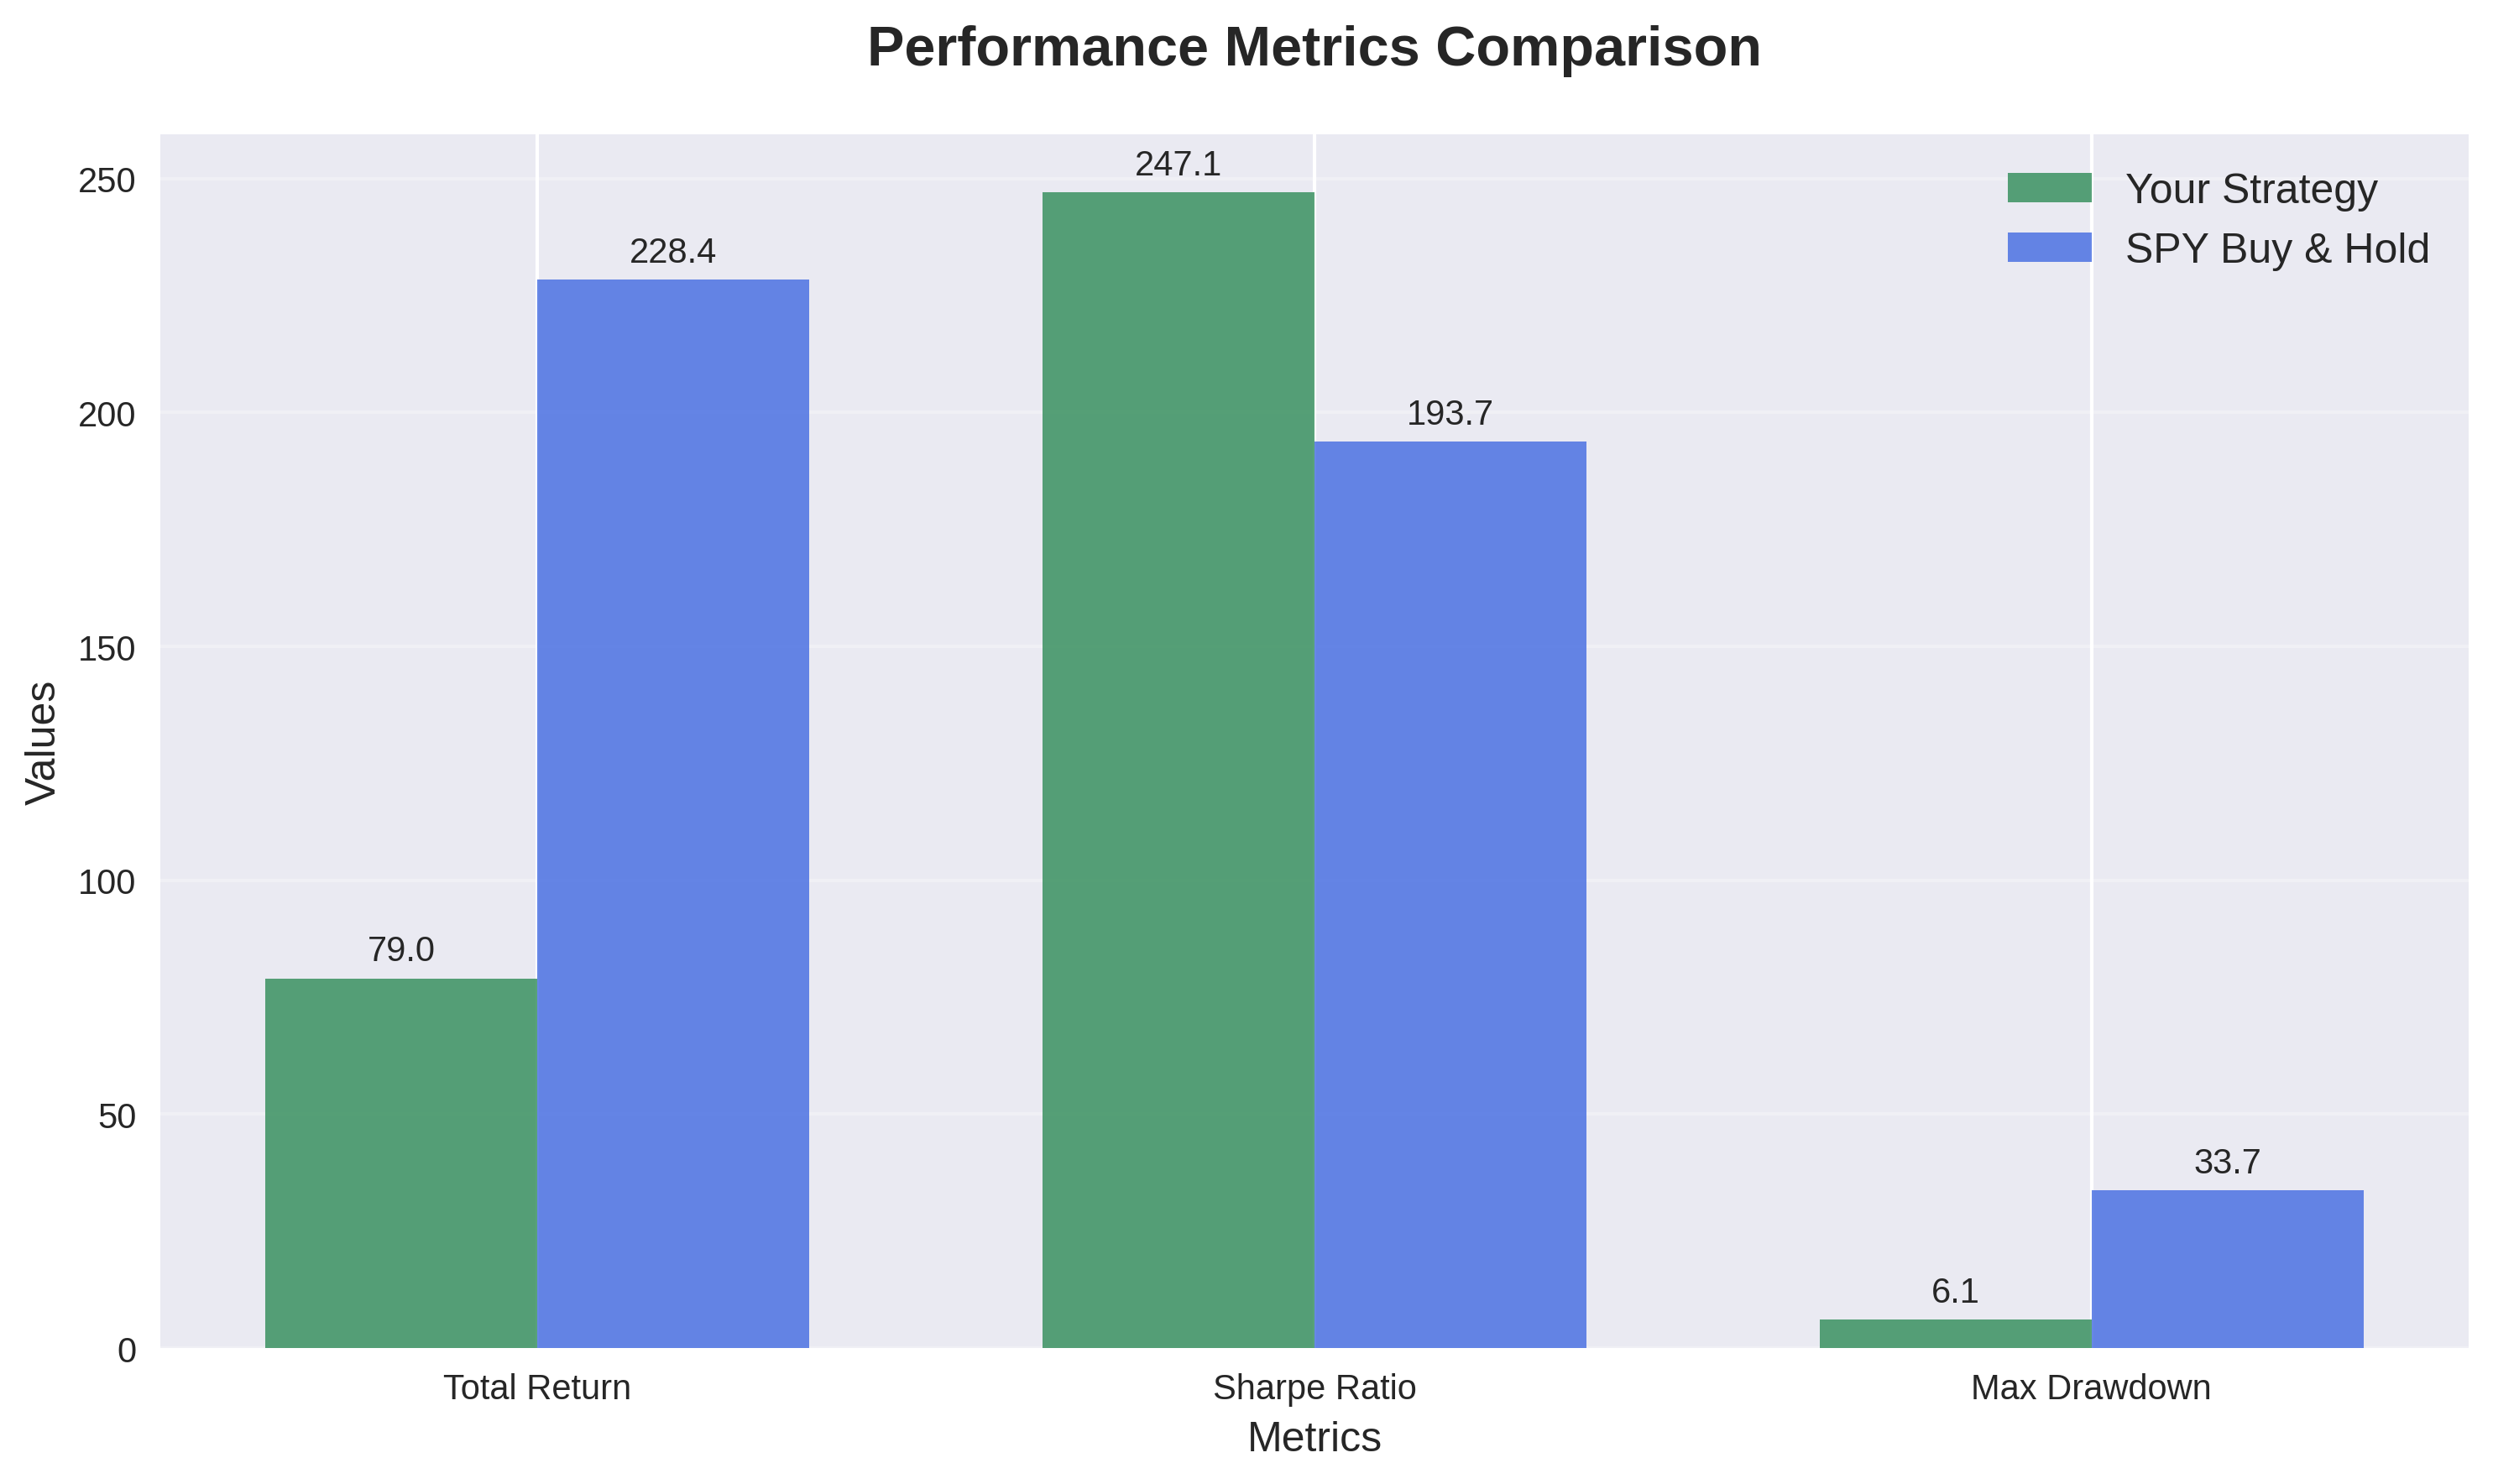 Performance Metrics Comparison
Your Strategy
SPY Buy & Hold
250
200
150
100
50
0
Values
79.0
228.4
247.1
193.7
6.1
33.7
Total Return
Sharpe Ratio
Max Drawdown
Metrics